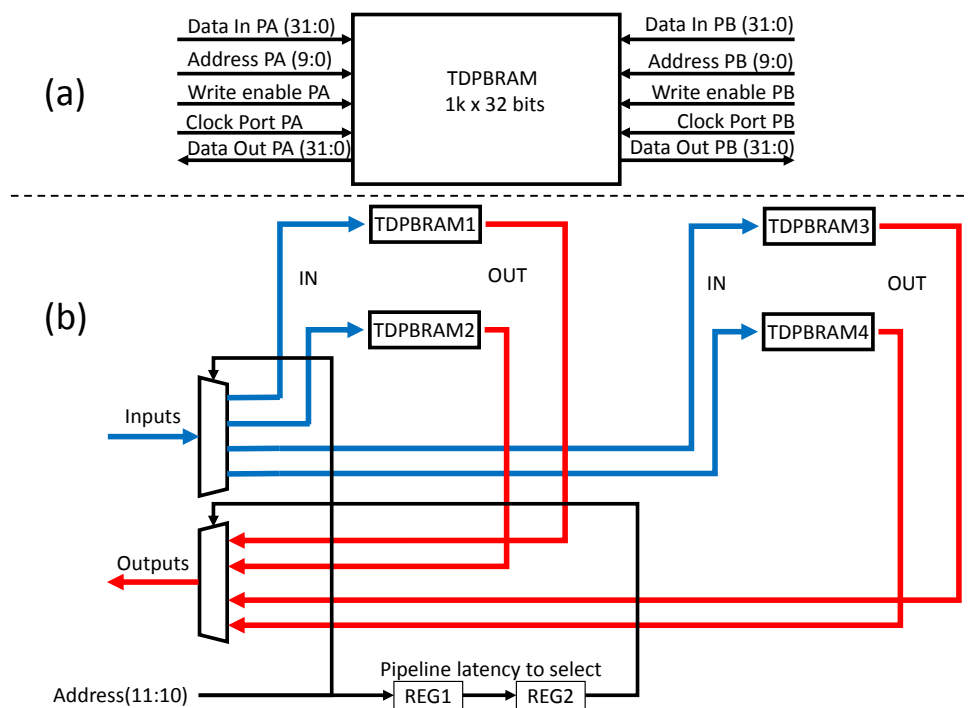 (a)
Data In PA (31:0)
Address PA (9:0)
Write enable PA
Clock Port PA
Data Out PA (31:0)
TDPBRAM
1k x 32 bits
Data In PB (31:0)
Address PB (9:0)
Write enable PB
Clock Port PB
Data Out PB (31:0)
(b)
TDPBRAM1
TDPBRAM3
IN
OUT
IN
OUT
TDPBRAM2
TDPBRAM4
Inputs
Outputs
Pipeline latency to select
Address(11:10)
REG1
REG2